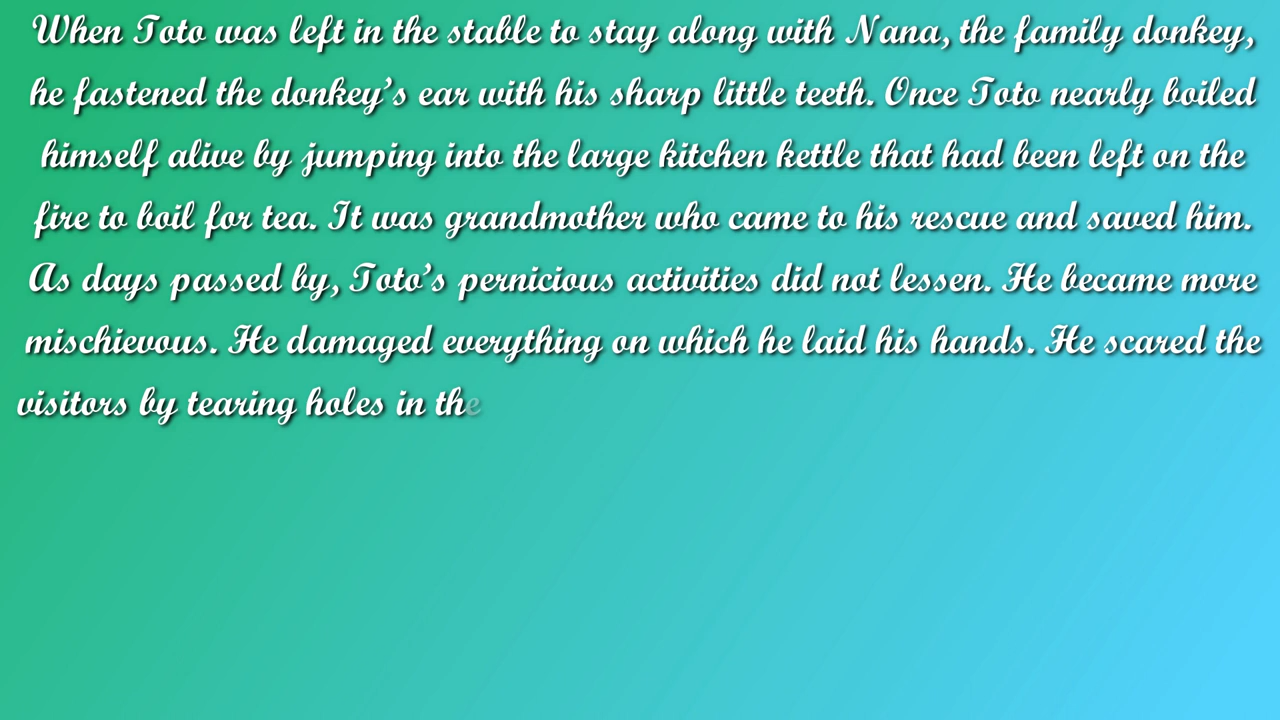 When Toto was left in the stable to stay along with Nana, the family donkey,
he fastened the donkey’s ear with his sharp little teeth. Once Toto nearly boiled
himself alive by jumping into the large kitchen kettle that had been left on the
fire to boil for tea. It was grandmother who came to his rescue and saved him.
As days passed by, Toto’s pernicious activities did not lessen. He became more
mischievous. He damaged everything on which he laid his hands. He scared the
visitors by tearing holes in the